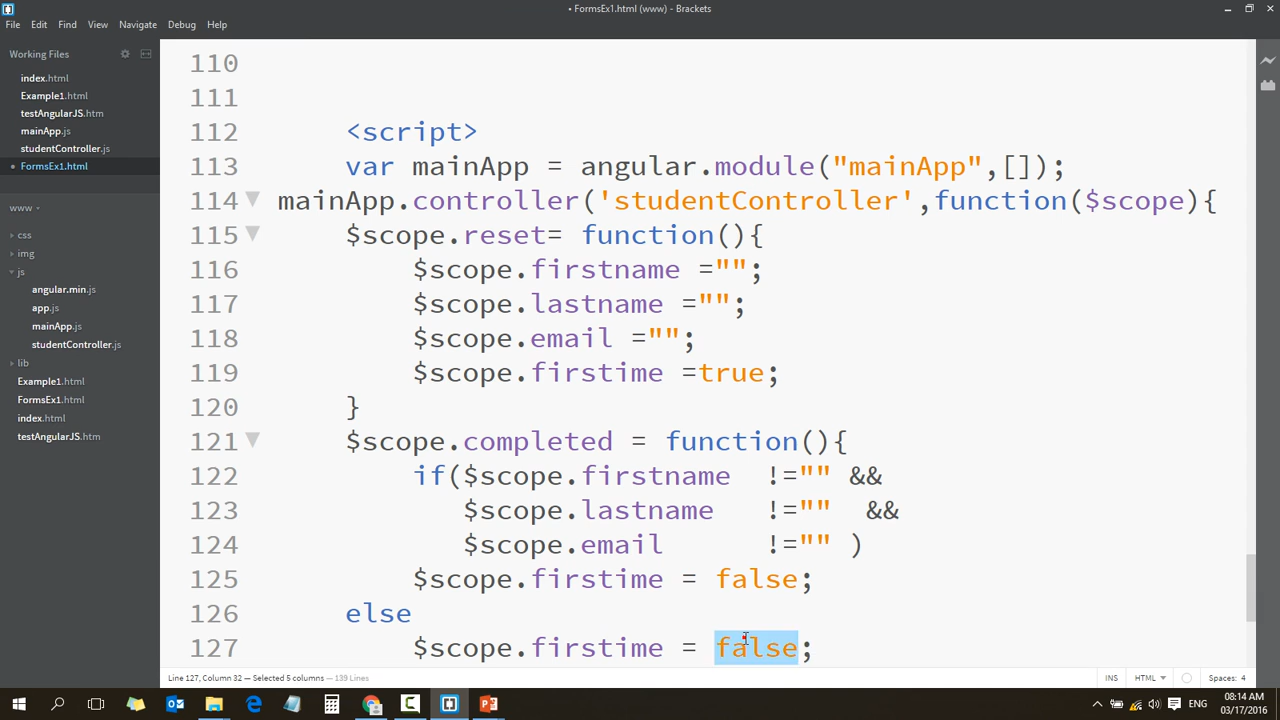 • FormsEx1.html (www) - Brackets
File Edit Find View Navigate Debug Help
Working Files
index.html
Example1.html
testAngularJS.htm
mainApp.js
studentController.js
• FormsEx1.html
www
css
img
js
angular.min.js
app.js
mainApp.js
studentController.js
lib
Example1.html
FormsEx1.html
index.html
testAngularJS.htm
110
111
112 <script>
113 var mainApp = angular.module("mainApp",[]);
114 mainApp.controller('studentController',function($scope){
115 $scope.reset= function(){
116 $scope.firstname ="";
117 $scope.lastname ="";
118 $scope.email ="";
119 $scope.firstime =true;
120 }
121 $scope.completed = function(){
122 if($scope.firstname !="" &&
123 $scope.lastname !="" &&
124 $scope.email !="" )
125 $scope.firstime = false;
126 else
127 $scope.firstime = false;
Line 127, Column 32 — Selected 5 columns — 139 Lines
INS HTML Spaces: 4
ENG
08:14 AM
03/17/2016